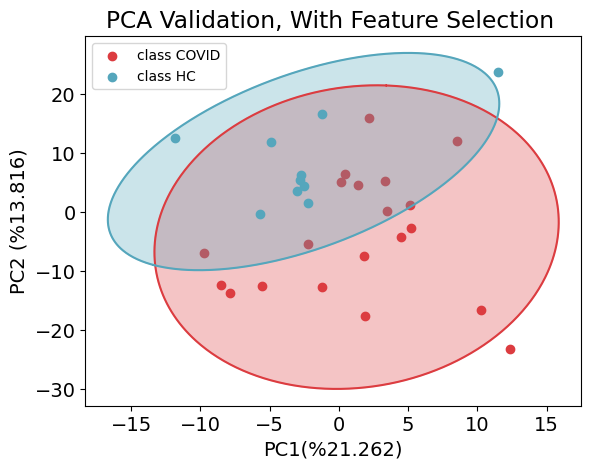 PCA Validation, With Feature Selection
class COVID
class HC
PC2 (%13.816)
20
10
0
−10
−20
−30
−15 −10 −5 0 5 10 15
PC1(%21.262)